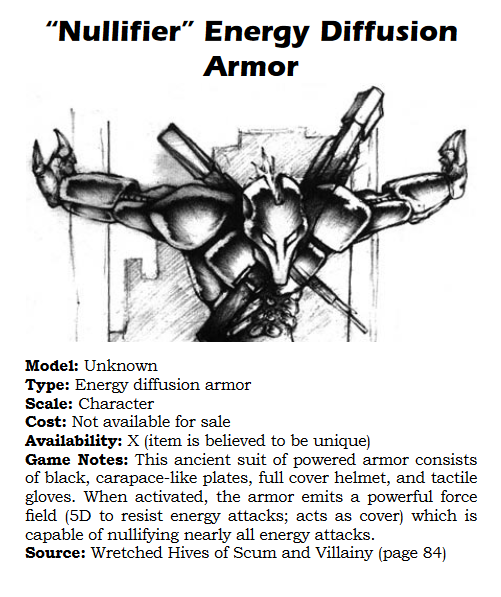 “Nullifier” Energy Diffusion
Armor
Model: Unknown
Type: Energy diffusion armor
Scale: Character
Cost: Not available for sale
Availability: X (item is believed to be unique)
Game Notes: This ancient suit of powered armor consists
of black, carapace-like plates, full cover helmet, and tactile
gloves. When activated, the armor emits a powerful force
field (5D to resist energy attacks; acts as cover) which is
capable of nullifying nearly all energy attacks.
Source: Wretched Hives of Scum and Villainy (page 84)